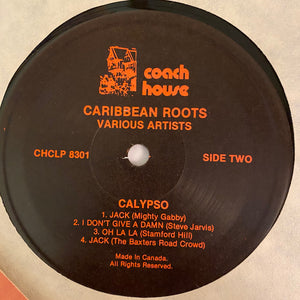 coach
house
CARIBBEAN ROOTS
VARIOUS ARTISTS
CHCLP 8301 SIDE TWO
CALYPSO
1. JACK (Mighty Gabby)
2. I DON'T GIVE A DAMN (Steve Jarvis)
3. OH LA LA (Stamford Hill)
4. JACK (The Baxters Road Crowd)
Made In Canada.
All Rights Reserved.